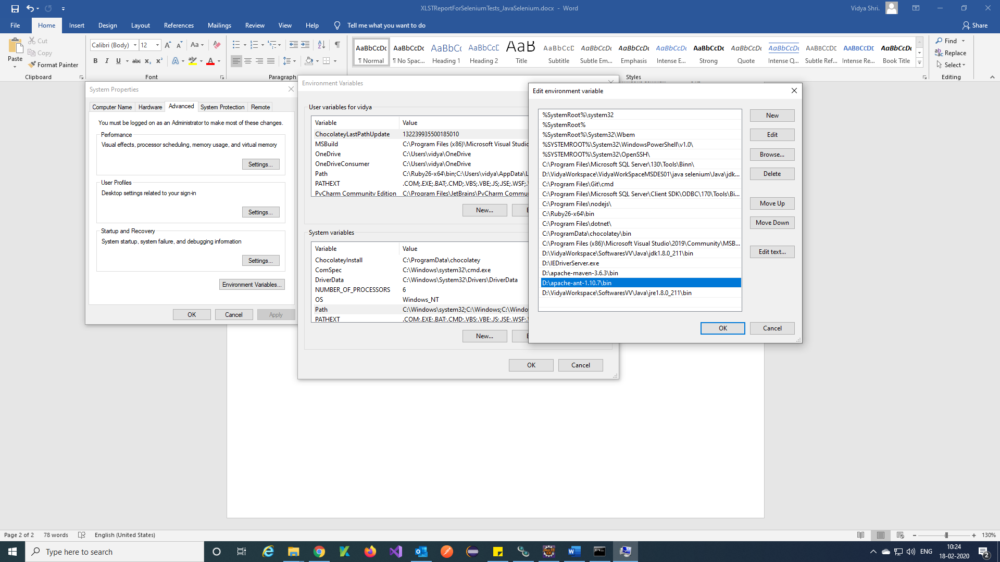 XLSTReportForSeleniumTests_JavaSelenium.docx - Word
Vidya Shri.
File Home Insert Design Layout References Mailings Review View Help Tell me what you want to do Share
Paste
Cut
Copy
Format Painter
Clipboard
Calibri (Body) 12
Font
Paragraph
AaBbCcDc AaBbCcDc AaBbCc AaBbCcD AaB AaBbCcD AaBbCcDc AaBbCcDc AaBbCcDc AaBbCcDc AaBbCcDc AaBbCcDc AABBCCDE AABBCCDE AaBbCcDc
¶ Normal ¶ No Spac... Heading 1 Heading 2 Title Subtitle Subtle Em... Emphasis Intense E... Strong Quote Intense Q... Subtle Ref... Intense Re... Book Title
Styles
Find
Replace
Select
Editing
System Properties
Computer Name Hardware Advanced System Protection Remote
You must be logged on as an Administrator to make most of these changes.
Performance
Visual effects, processor scheduling, memory usage, and virtual memory
Settings...
User Profiles
Desktop settings related to your sign-in
Settings...
Startup and Recovery
System startup, system failure, and debugging information
Settings...
Environment Variables...
OK Cancel Apply
Environment Variables
User variables for vidya
Variable Value
ChocolateyLastPathUpdate 132239935500185010
MSBuild C:\Program Files (x86)\Microsoft Visual Studio
OneDrive C:\Users\vidya\OneDrive
OneDriveConsumer C:\Users\vidya\OneDrive
Path C:\Ruby26-x64\bin;C:\Users\vidya\AppData\L
PATHEXT .COM;.EXE;.BAT;.CMD;.VBS;.VBE;.JS;.JSE;.WSF;.
PyCharm Community Edition C:\Program Files\JetBrains\PyCharm Commu
New...
System variables
Variable Value
ChocolateyInstall C:\ProgramData\chocolatey
ComSpec C:\Windows\system32\cmd.exe
DriverData C:\Windows\System32\Drivers\DriverData
NUMBER_OF_PROCESSORS 6
OS Windows_NT
Path C:\Windows\system32;C:\Windows;C:\Windo
PATHEXT .COM;.EXE;.BAT;.CMD;.VBS;.VBE;.JS;.JSE;.WSF;.
New...
OK Cancel
Edit environment variable
%SystemRoot%\system32
%SystemRoot%
%SystemRoot%\System32\Wbem
%SYSTEMROOT%\System32\WindowsPowerShell\v1.0\
%SYSTEMROOT%\System32\OpenSSH\
C:\Program Files\Microsoft SQL Server\130\Tools\Binn\
D:\VidyaWorkspace\VidyaWorkSpaceMSDES01\java selenium\Java\jdk...
C:\Program Files\Git\cmd
C:\Program Files\Microsoft SQL Server\Client SDK\ODBC\170\Tools\Bi...
C:\Program Files\nodejs\
C:\Ruby26-x64\bin
C:\Program Files\dotnet\
C:\ProgramData\chocolatey\bin
C:\Program Files (x86)\Microsoft Visual Studio\2019\Community\MSB...
D:\VidyaWorkspace\SoftwaresVV\Java\jdk1.8.0_211\bin
D:\IEDriverServer.exe
D:\apache-maven-3.6.3\bin
D:\apache-ant-1.10.7\bin
D:\VidyaWorkspace\SoftwaresVV\Java\jre1.8.0_211\bin
New
Edit
Browse...
Delete
Move Up
Move Down
Edit text...
OK Cancel
Page 2 of 2 78 words English (United States) 130%
Type here to search
ENG
10:24
18-02-2020
2